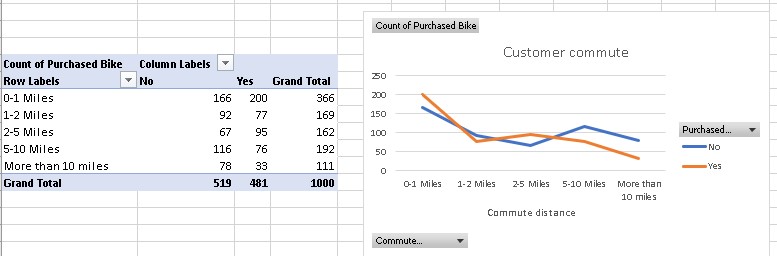 Count of Purchased Bike Column Labels
Row Labels No Yes Grand Total
0-1 Miles 166 200 366
1-2 Miles 92 77 169
2-5 Miles 67 95 162
5-10 Miles 116 76 192
More than 10 miles 78 33 111
Grand Total 519 481 1000
Count of Purchased Bike
Customer commute
250
200
150
100
50
0
0-1 Miles 1-2 Miles 2-5 Miles 5-10 Miles More than
10 miles
Commute distance
Purchased...
No
Yes
Commute...